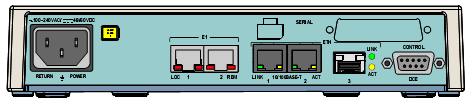 ~100-240VAC/ 48/60VDC
E1
SERIAL
ETH
LINK
CONTROL
LOC 1
2 REM
LINK 10/100BASE-T ACT
1 2
3
ACT
DCE
RETURN POWER